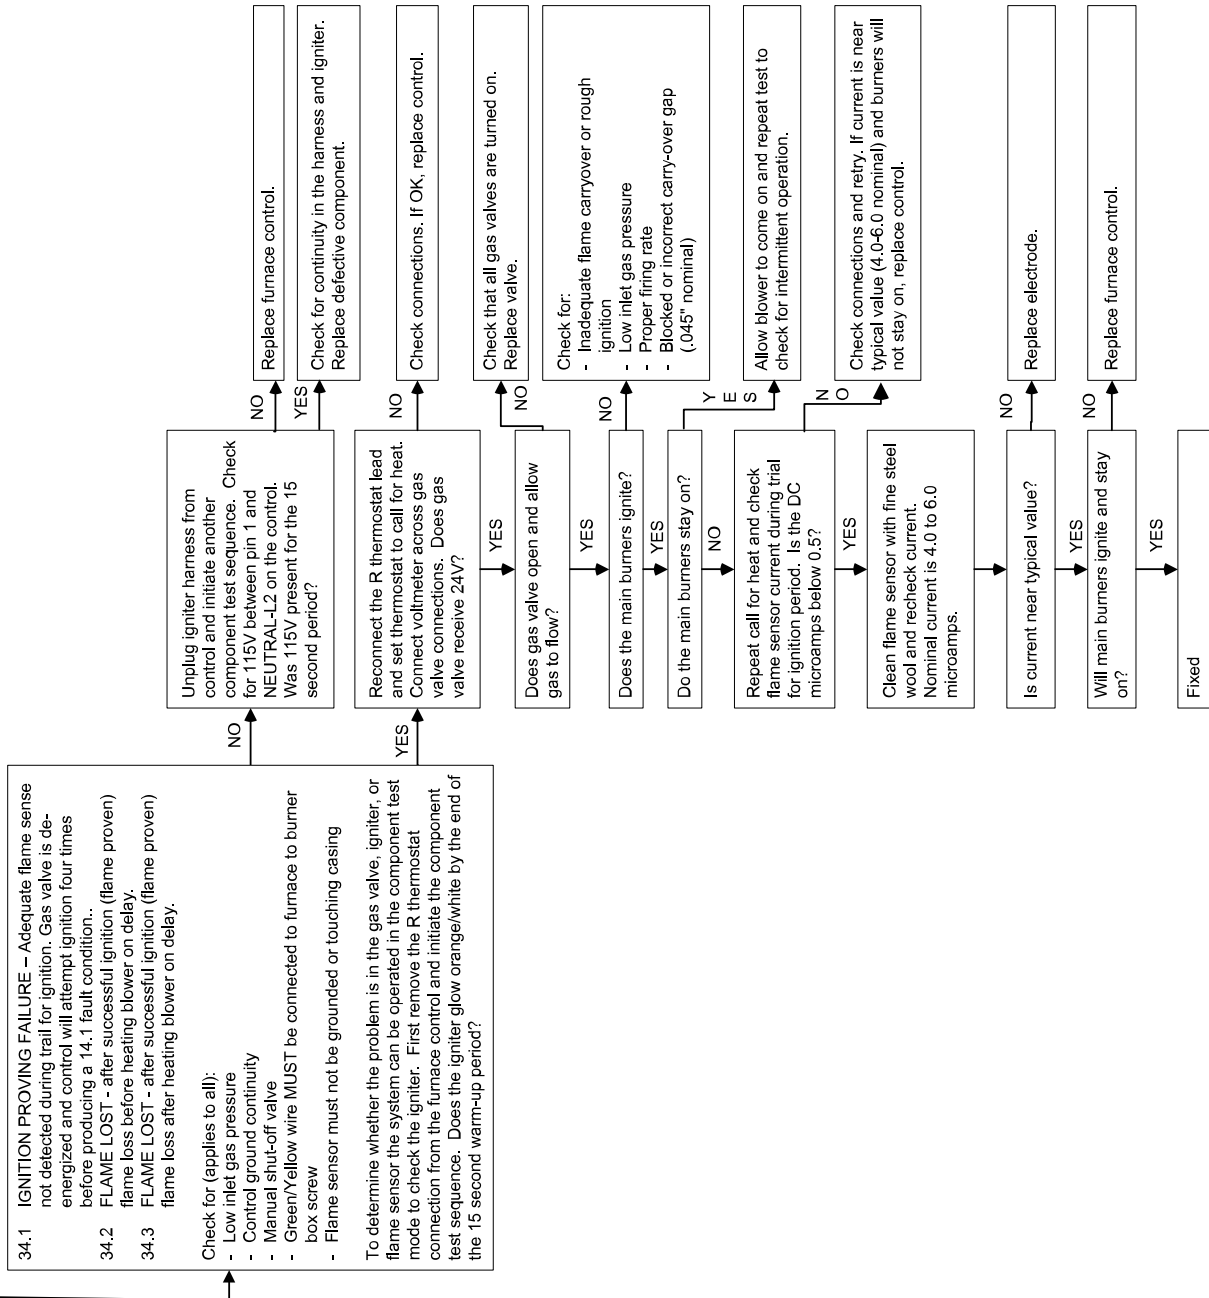 34.1 IGNITION PROVING FAILURE – Adequate flame sense
not detected during trail for ignition. Gas valve is de-
energized and control will attempt ignition four times
before producing a 14.1 fault condition..
34.2 FLAME LOST - after successful ignition (flame proven)
flame loss before heating blower on delay.
34.3 FLAME LOST - after successful ignition (flame proven)
flame loss after heating blower on delay.
Check for (applies to all):
- Low inlet gas pressure
- Control ground continuity
- Manual shut-off valve
- Green/Yellow wire MUST be connected to furnace to burner
box screw
- Flame sensor must not be grounded or touching casing
To determine whether the problem is in the gas valve, igniter, or
flame sensor the system can be operated in the component test
mode to check the igniter. First remove the R thermostat
connection from the furnace control and initiate the component
test sequence. Does the igniter glow orange/white by the end of
the 15 second warm-up period?
NO
Unplug igniter harness from
control and initiate another
component test sequence. Check
for 115V between pin 1 and
NEUTRAL-L2 on the control.
Was 115V present for the 15
second period?
NO
Replace furnace control.
YES
Check for continuity in the harness and igniter.
Replace defective component.
YES
Reconnect the R thermostat lead
and set thermostat to call for heat.
Connect voltmeter across gas
valve connections. Does gas
valve receive 24V?
NO
Check connections. If OK, replace control.
YES
Does gas valve open and allow
gas to flow?
NO
Check that all gas valves are turned on.
Replace valve.
YES
Does the main burners ignite?
NO
Check for:
- Inadequate flame carryover or rough
ignition
- Low inlet gas pressure
- Proper firing rate
- Blocked or incorrect carry-over gap
(.045" nominal)
YES
Do the main burners stay on?
YES
Allow blower to come on and repeat test to
check for intermittent operation.
NO
Repeat call for heat and check
flame sensor current during trial
for ignition period. Is the DC
microamps below 0.5?
NO
Check connections and retry. If current is near
typical value (4.0-6.0 nominal) and burners will
not stay on, replace control.
YES
Clean flame sensor with fine steel
wool and recheck current.
Nominal current is 4.0 to 6.0
microamps.
Is current near typical value?
NO
Replace electrode.
YES
Will main burners ignite and stay
on?
NO
Replace furnace control.
YES
Fixed